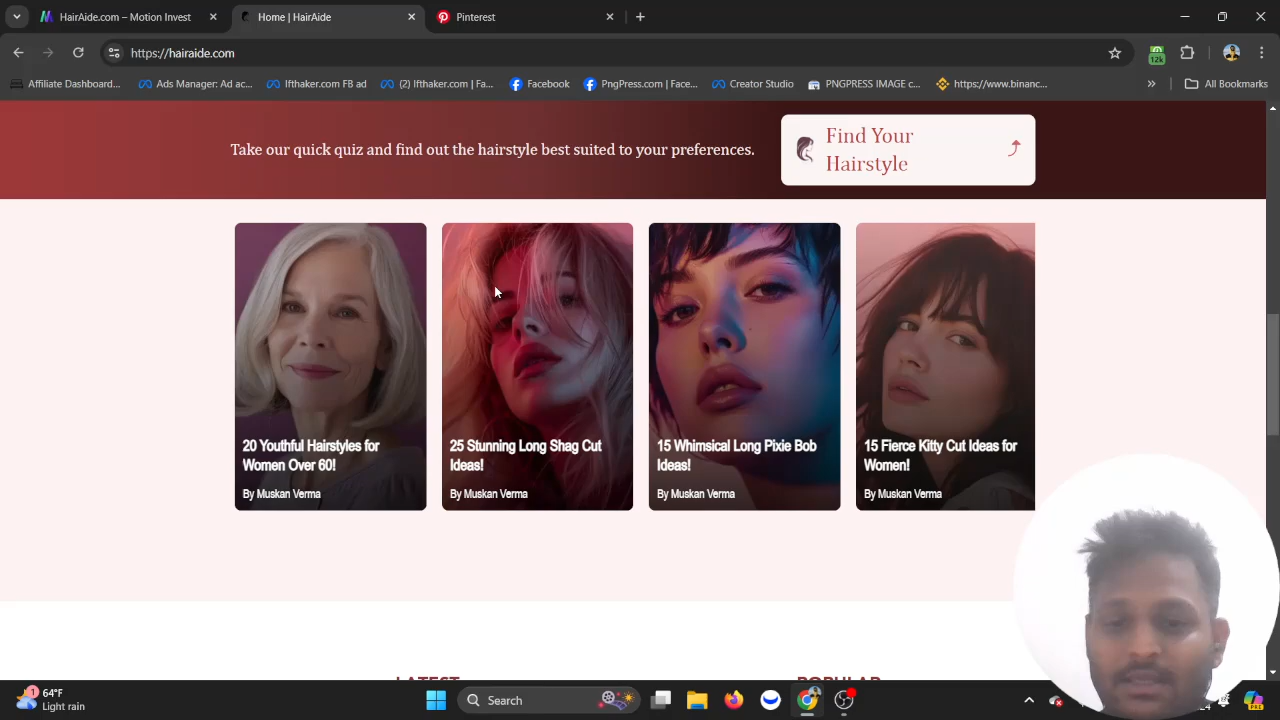 HairAide.com – Motion Invest
Home | HairAide
Pinterest
https://hairaide.com
12k
Affiliate Dashboard...
Ads Manager: Ad ac...
Ifthaker.com FB ad
(2) Ifthaker.com | Fa...
Facebook
PngPress.com | Face...
Creator Studio
PNGPRESS IMAGE c...
https://www.binanc...
All Bookmarks
Take our quick quiz and find out the hairstyle best suited to your preferences.
Find Your
Hairstyle
20 Youthful Hairstyles for
Women Over 60!
By Muskan Verma
25 Stunning Long Shag Cut
Ideas!
By Muskan Verma
15 Whimsical Long Pixie Bob
Ideas!
By Muskan Verma
15 Fierce Kitty Cut Ideas for
Women!
By Muskan Verma
LATEST
POPULAR
1
64°F
Light rain
Search
PRE